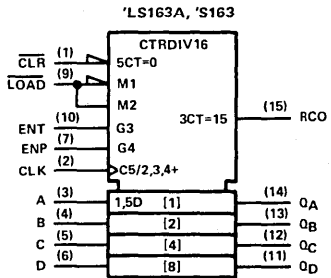 'LS163A, 'S163
CTRDIV16
CLR (1) 5CT=0
LOAD (9) M1
M2
ENT (10) G3 3CT=15 (15) RCO
ENP (7) G4
CLK (2) C5/2,3,4+
A (3) 1,5D [1] (14) QA
B (4) [2] (13) QB
C (5) [4] (12) QC
D (6) [8] (11) QD